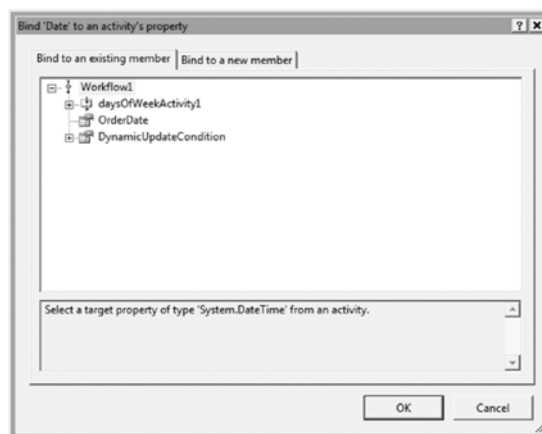 Bind 'Date' to an activity's property
Bind to an existing member
Bind to a new member
Workflow1
daysOfWeekActivity1
OrderDate
DynamicUpdateCondition
Select a target property of type 'System.DateTime' from an activity.
OK
Cancel